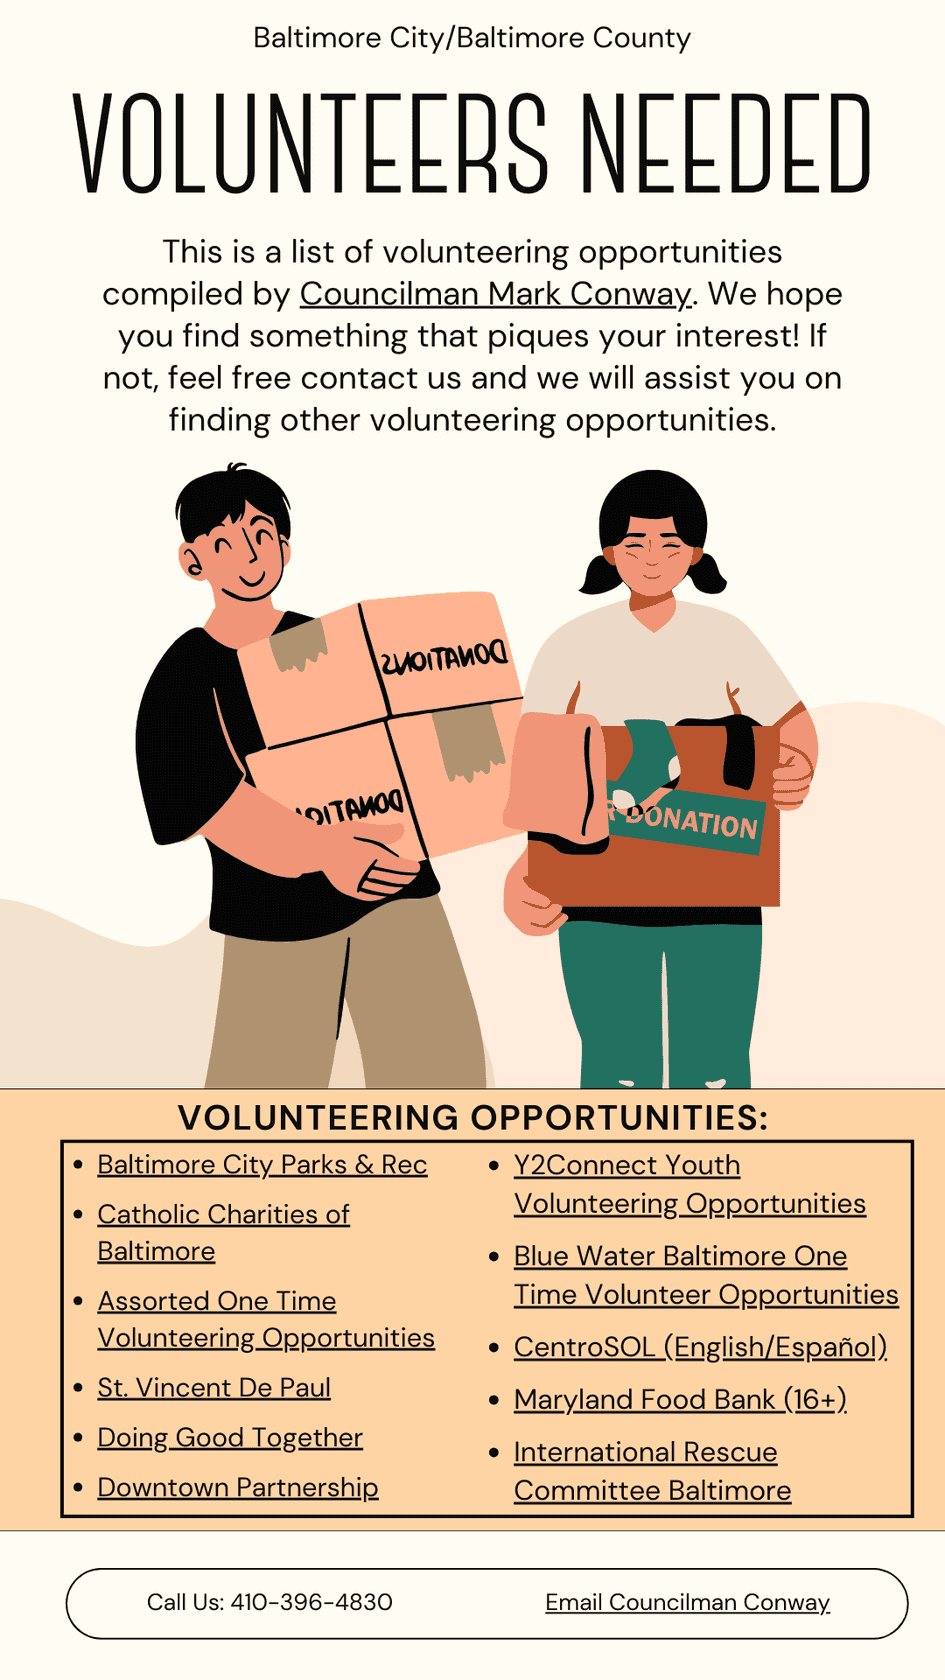 Baltimore City/Baltimore County
VOLUNTEERS NEEDED
This is a list of volunteering opportunities
compiled by Councilman Mark Conway. We hope
you find something that piques your interest! If
not, feel free contact us and we will assist you on
finding other volunteering opportunities.
DONATIONS
DONATIO
R DONATION
VOLUNTEERING OPPORTUNITIES:
Baltimore City Parks & Rec
Catholic Charities of
Baltimore
Assorted One Time
Volunteering Opportunities
St. Vincent De Paul
Doing Good Together
Downtown Partnership
Y2Connect Youth
Volunteering Opportunities
Blue Water Baltimore One
Time Volunteer Opportunities
CentroSOL (English/Español)
Maryland Food Bank (16+)
International Rescue
Committee Baltimore
Call Us: 410-396-4830
Email Councilman Conway